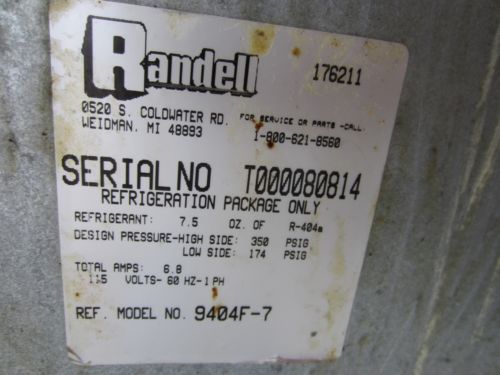 Randell
176211
0520 S. COLDWATER RD. FOR SERVICE OR PARTS -CALL
WEIDMAN, MI 48893 1-800-621-8560
SERIAL NO T000080814
REFRIGERATION PACKAGE ONLY
REFRIGERANT: 7.5 OZ. OF R-404a
DESIGN PRESSURE-HIGH SIDE: 350 PSIG
LOW SIDE: 174 PSIG
TOTAL AMPS: 6.8
115 VOLTS- 60 HZ-1 PH
REF. MODEL NO. 9404F-7